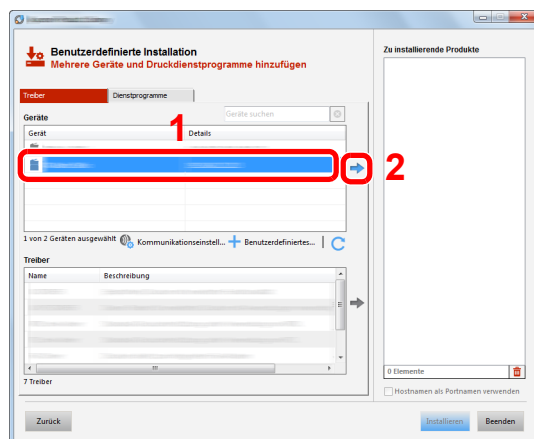 Benutzerdefinierte Installation
Mehrere Geräte und Druckdienstprogramme hinzufügen
Zu installierende Produkte
Treiber
Dienstprogramme
Geräte
Geräte suchen
1
Gerät
Details
2
1 von 2 Geräten ausgewählt
Kommunikationseinstell...
Benutzerdefiniertes...
Treiber
Name
Beschreibung
7 Treiber
0 Elemente
Hostnamen als Portnamen verwenden
Zurück
Installieren
Beenden